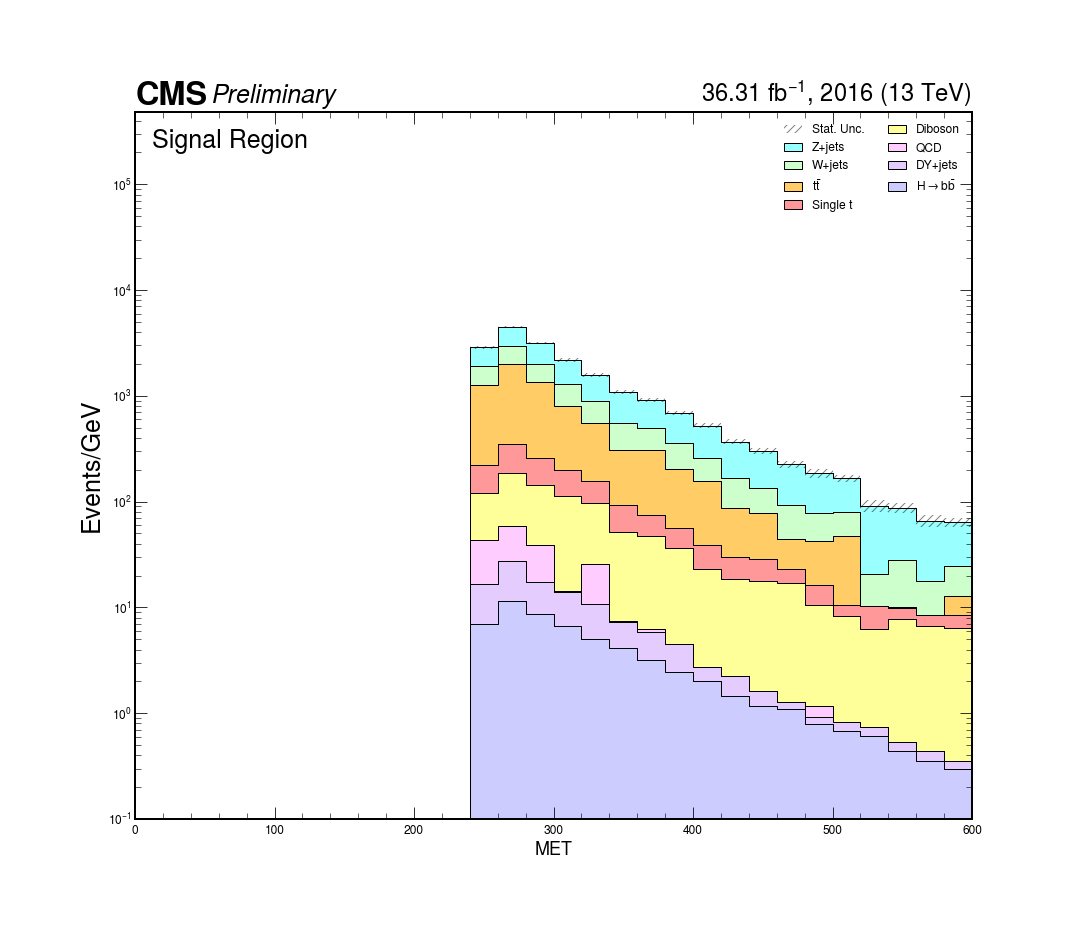 CMS Preliminary 36.31 fb⁻¹, 2016 (13 TeV)
Signal Region
Stat. Unc.
Z+jets
W+jets
tt̄
Single t
Diboson
QCD
DY+jets
H→bb̄
Events/GeV
10⁵
10⁴
10³
10²
10¹
10⁰
10⁻¹
0 100 200 300 400 500 600
MET